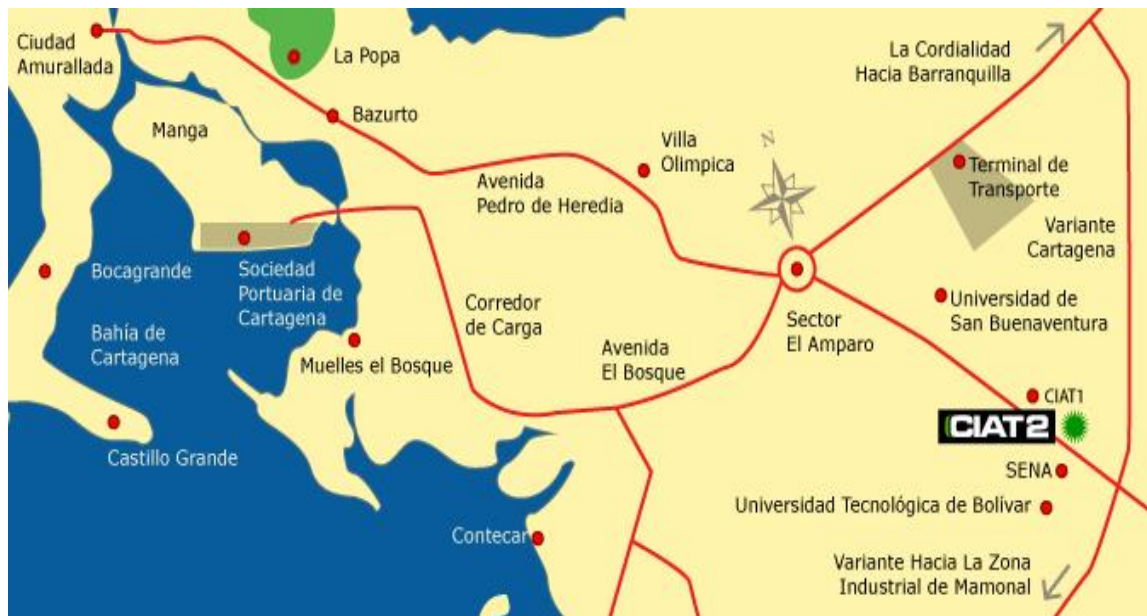 Ciudad
Amurallada
La Popa
Bazurto
Manga
Villa
Olimpica
N
La Cordialidad
Hacia Barranquilla
Terminal de
Transporte
Avenida
Pedro de Heredia
Variante
Cartagena
Bocagrande
Sociedad
Portuaria de
Cartagena
Bahía de
Cartagena
Corredor
de Carga
Sector
El Amparo
Universidad de
San Buenaventura
Muelles el Bosque
Avenida
El Bosque
CIAT1
CIAT2
Castillo Grande
SENA
Universidad Tecnológica de Bolívar
Contecar
Variante Hacia La Zona
Industrial de Mamonal